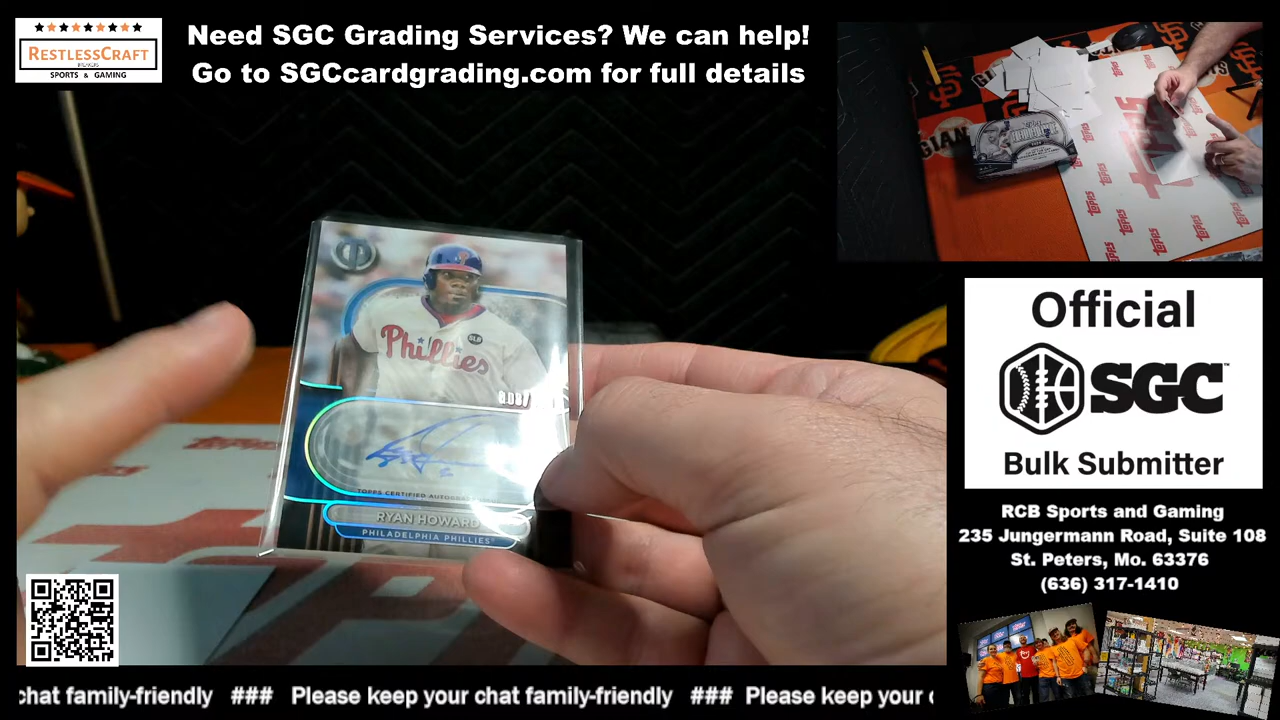 RESTLESSCRAFT
BREAKERS
SPORTS & GAMING
Need SGC Grading Services? We can help!
Go to SGCcardgrading.com for full details
Phillies
TOPPS CERTIFIED
RYAN HOWARD
PHILADELPHIA PHILLIES
GIAN
TOPPS
Official
SGC
Bulk Submitter
RCB Sports and Gaming
235 Jungermann Road, Suite 108
St. Peters, Mo. 63376
(636) 317-1410
chat family-friendly ### Please keep your chat family-friendly ### Please keep your